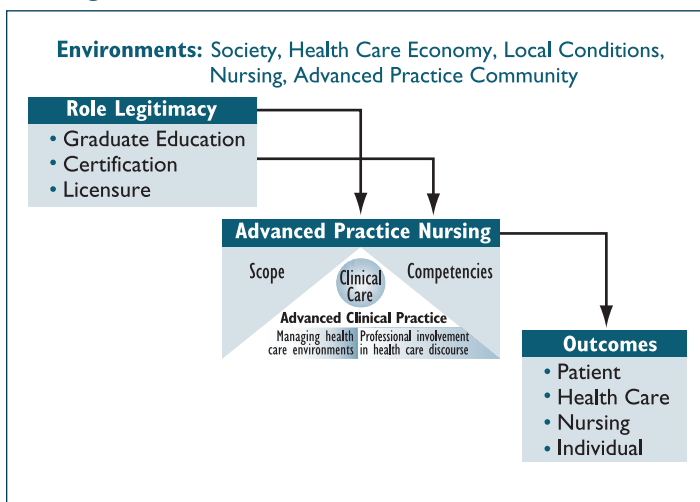 Environments: Society, Health Care Economy, Local Conditions,
Nursing, Advanced Practice Community
Role Legitimacy
• Graduate Education
• Certification
• Licensure
Advanced Practice Nursing
Scope
Clinical
Care
Competencies
Advanced Clinical Practice
Managing health
care environments
Professional involvement
in health care discourse
Outcomes
• Patient
• Health Care
• Nursing
• Individual